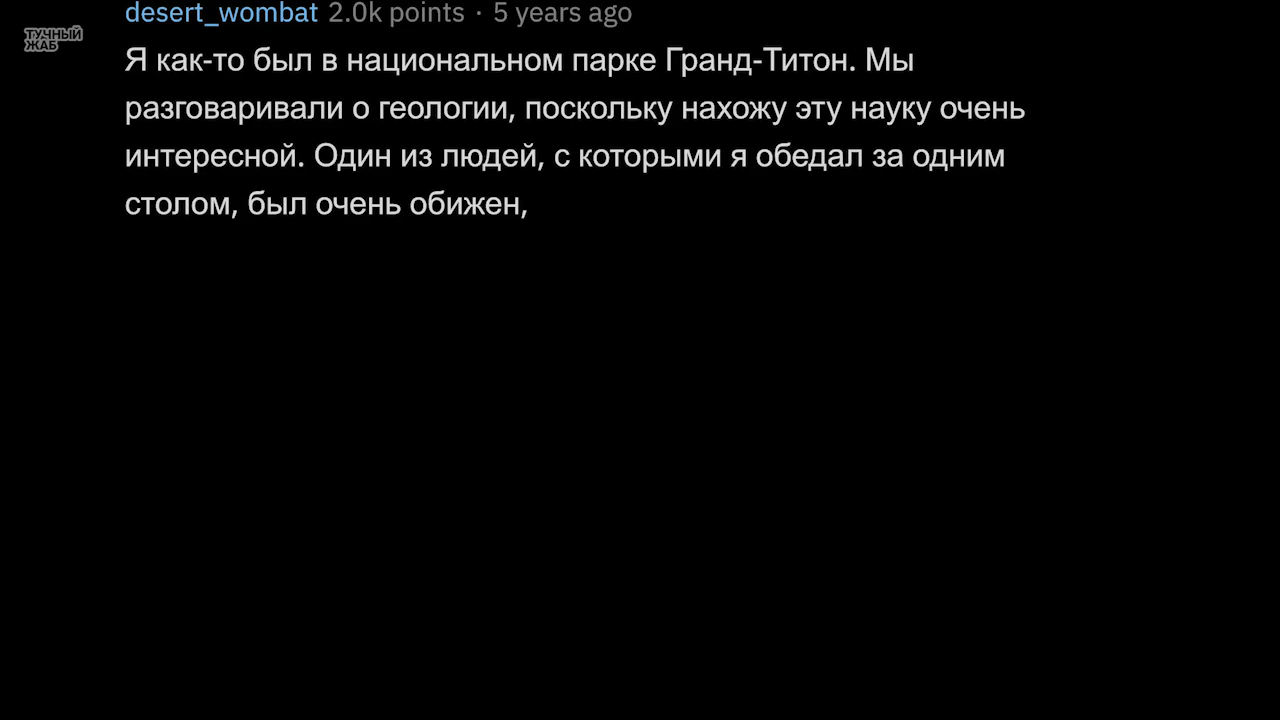 desert_wombat 2.0k points · 5 years ago
ТУЧНЫЙ
ЖАБ
Я как-то был в национальном парке Гранд-Титон. Мы
разговаривали о геологии, поскольку нахожу эту науку очень
интересной. Один из людей, с которыми я обедал за одним
столом, был очень обижен,